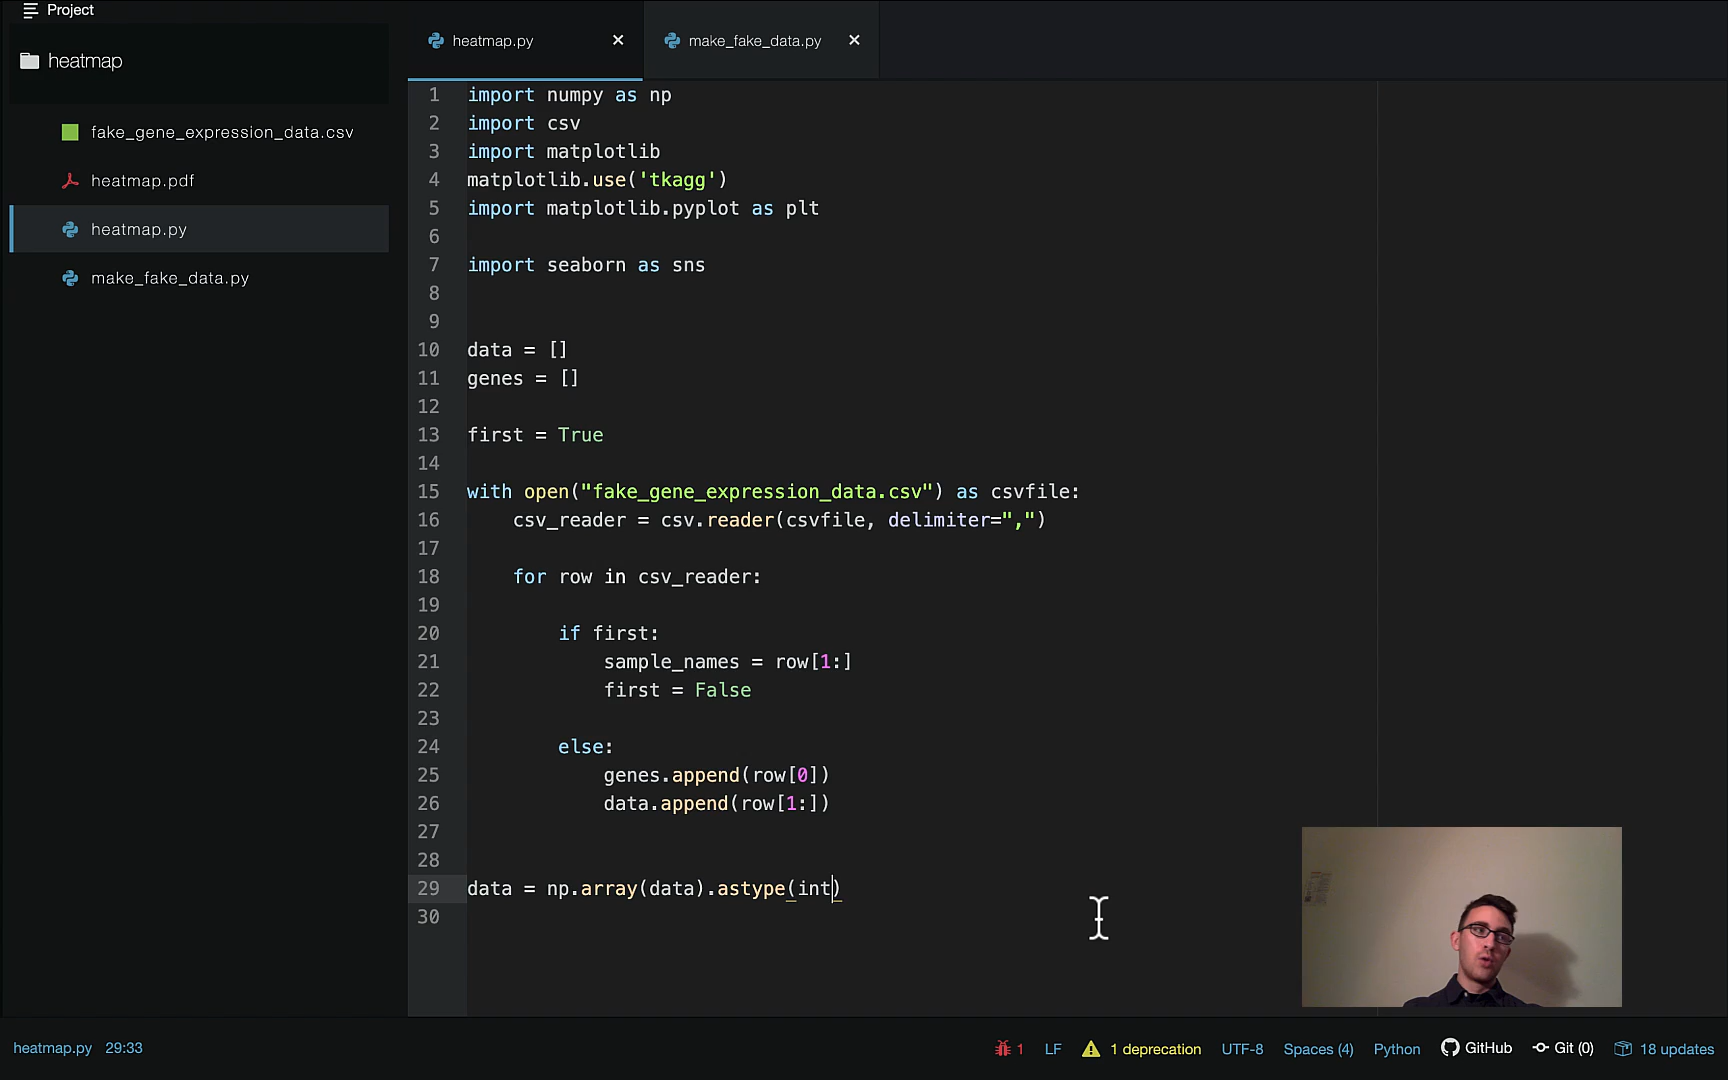 Project
heatmap
fake_gene_expression_data.csv
heatmap.pdf
heatmap.py
make_fake_data.py
heatmap.py ×
make_fake_data.py ×
1 import numpy as np
2 import csv
3 import matplotlib
4 matplotlib.use('tkagg')
5 import matplotlib.pyplot as plt
6
7 import seaborn as sns
8
9
10 data = []
11 genes = []
12
13 first = True
14
15 with open("fake_gene_expression_data.csv") as csvfile:
16     csv_reader = csv.reader(csvfile, delimiter=",")
17
18     for row in csv_reader:
19
20         if first:
21             sample_names = row[1:]
22             first = False
23
24         else:
25             genes.append(row[0])
26             data.append(row[1:])
27
28
29 data = np.array(data).astype(int)
30
heatmap.py 29:33 1 LF 1 deprecation UTF-8 Spaces (4) Python GitHub Git (0) 18 updates